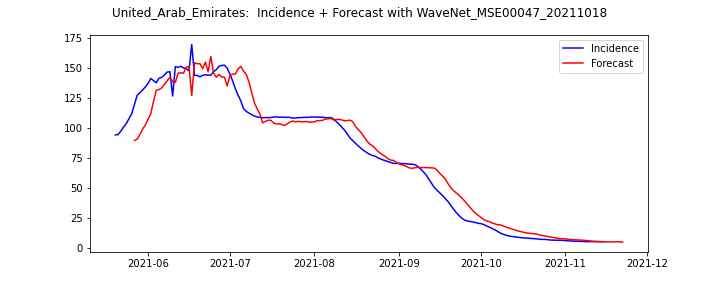 United_Arab_Emirates:  Incidence + Forecast with WaveNet_MSE00047_20211018
Incidence
Forecast
175
150
125
100
75
50
25
0
2021-06 2021-07 2021-08 2021-09 2021-10 2021-11 2021-12